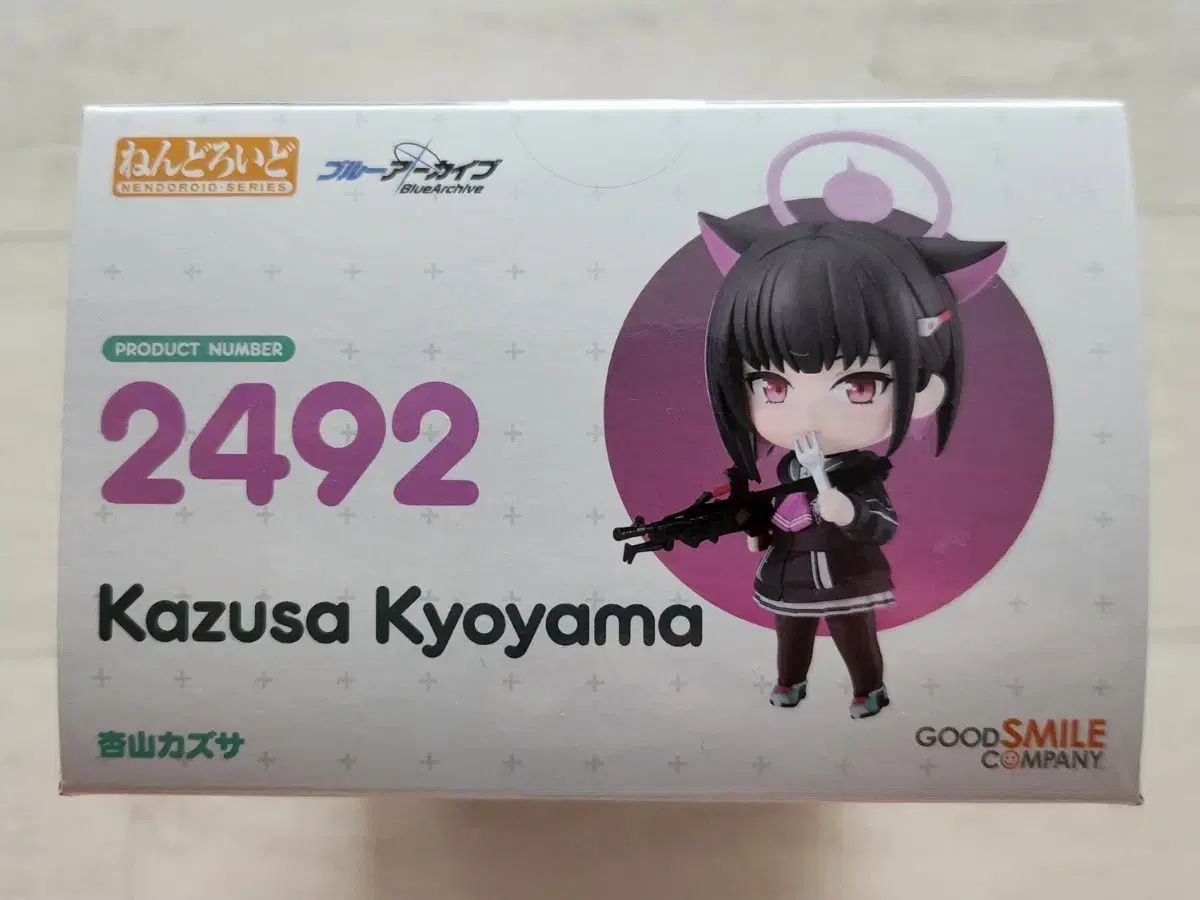 ねんどろいど
NENDOROID・SERIES
ブルーアーカイブ
BlueArchive
PRODUCT NUMBER
2492
Kazusa Kyoyama
杏山カズサ
GOOD SMILE
COMPANY